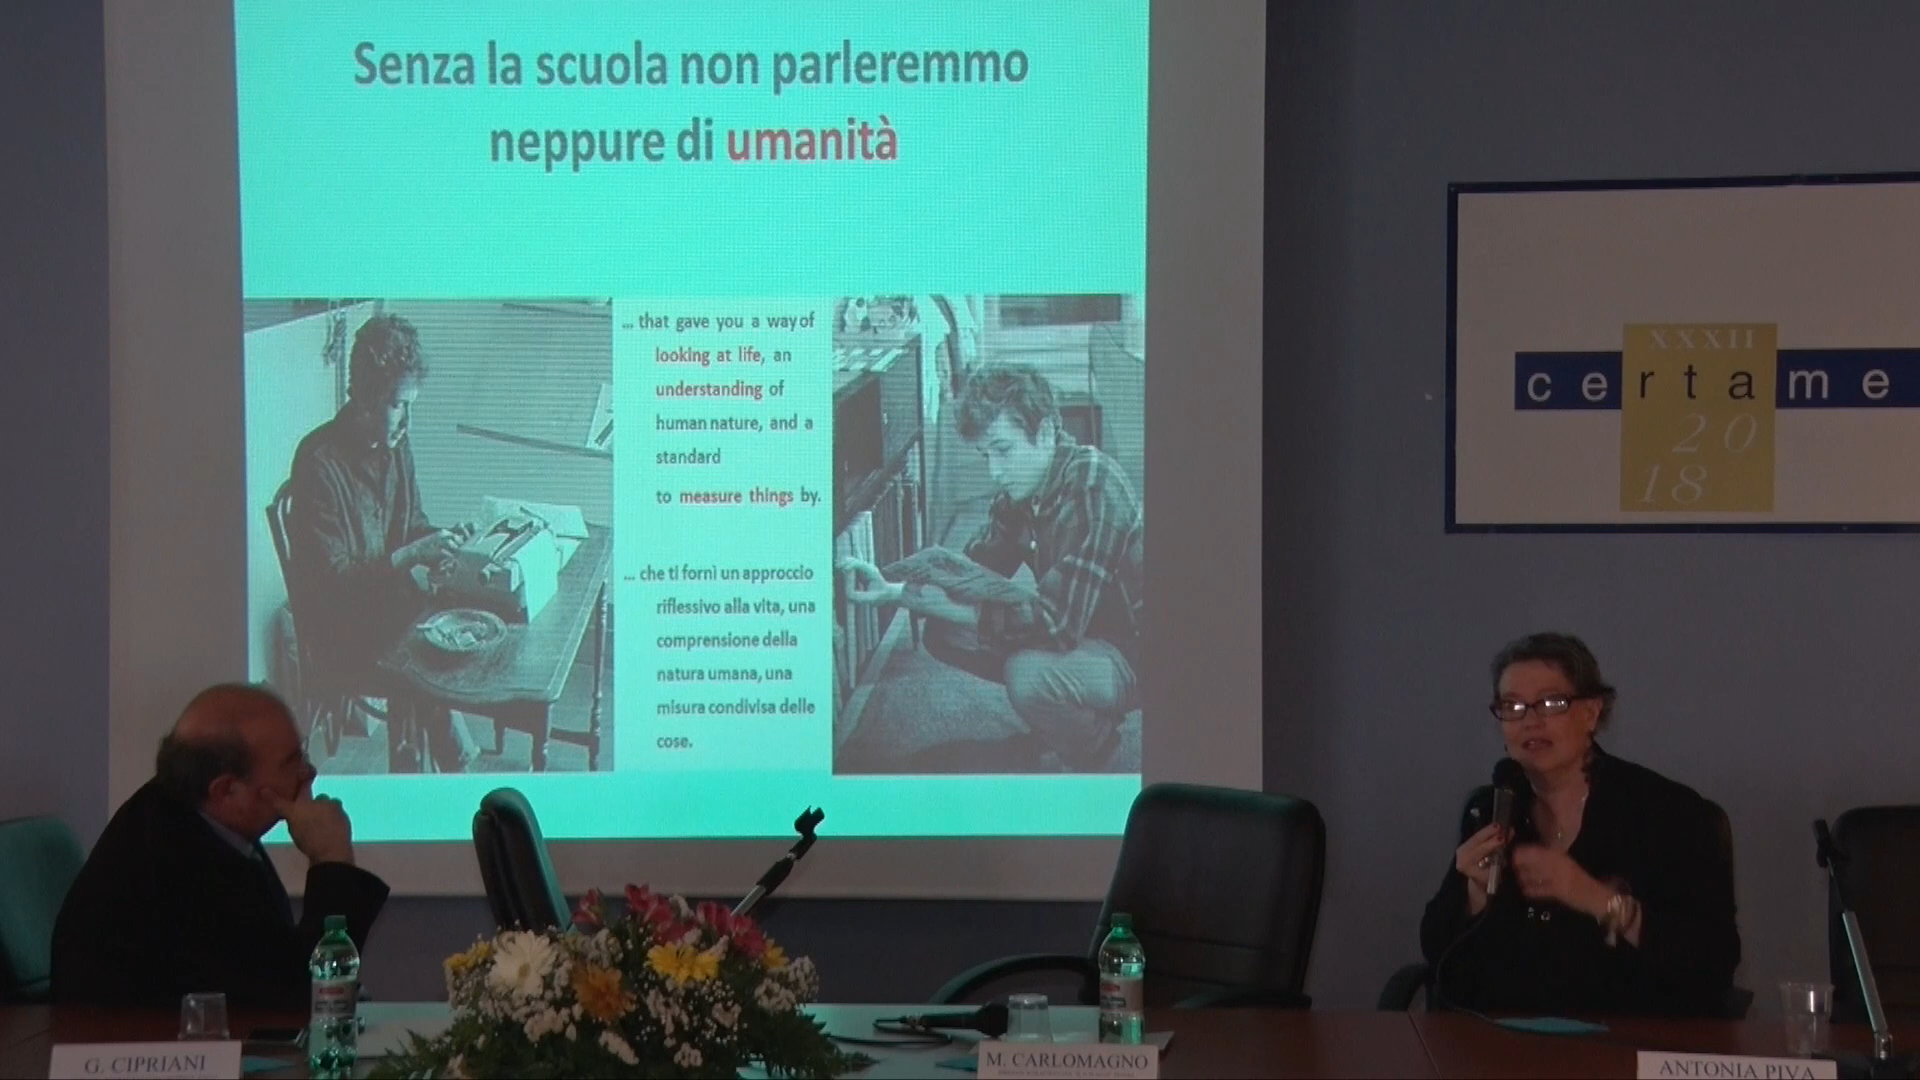 Senza la scuola non parleremmo
neppure di umanità
... that gave you a way of
looking at life, an
understanding of
human nature, and a
standard
to measure things by.
... che ti fornì un approccio
riflessivo alla vita, una
comprensione della
natura umana, una
misura condivisa delle
cose.
XXXII
certame
20
18
G. CIPRIANI
M. CARLOMAGNO
ANTONIA PIVA